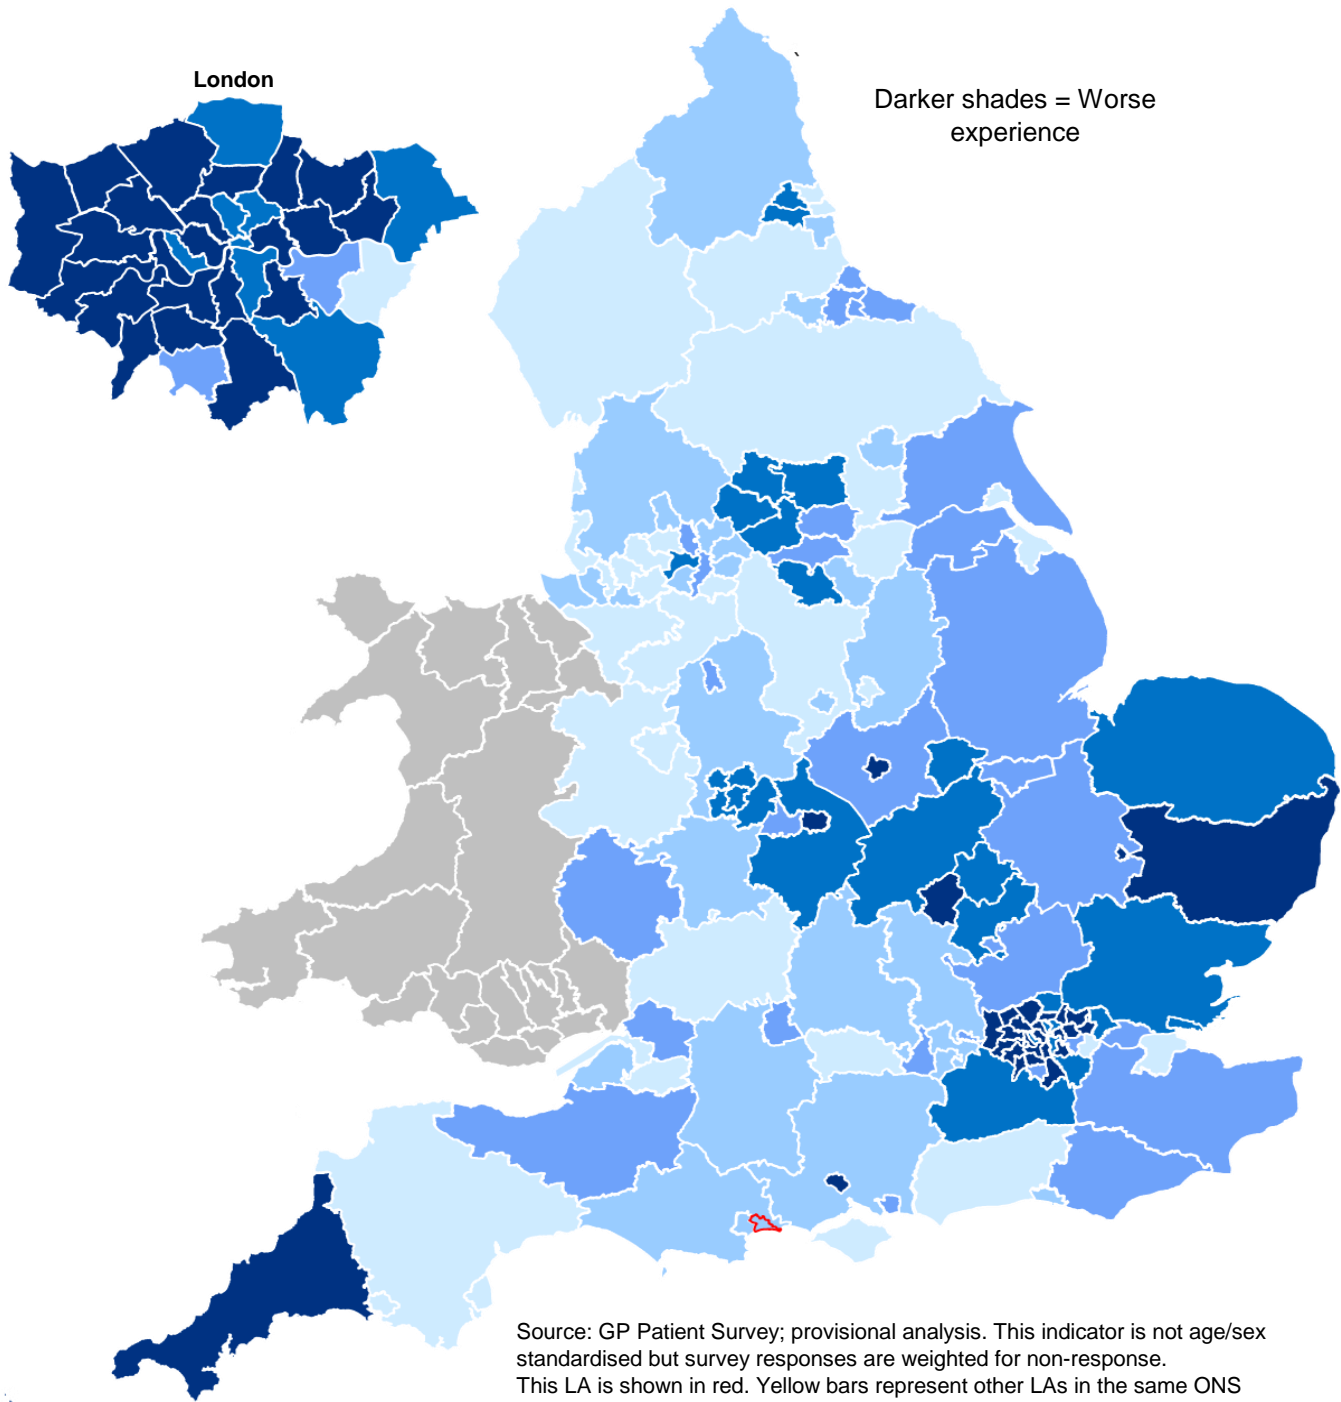 London
Darker shades = Worse
experience
Source: GP Patient Survey; provisional analysis. This indicator is not age/sex
standardised but survey responses are weighted for non-response.
This LA is shown in red. Yellow bars represent other LAs in the same ONS